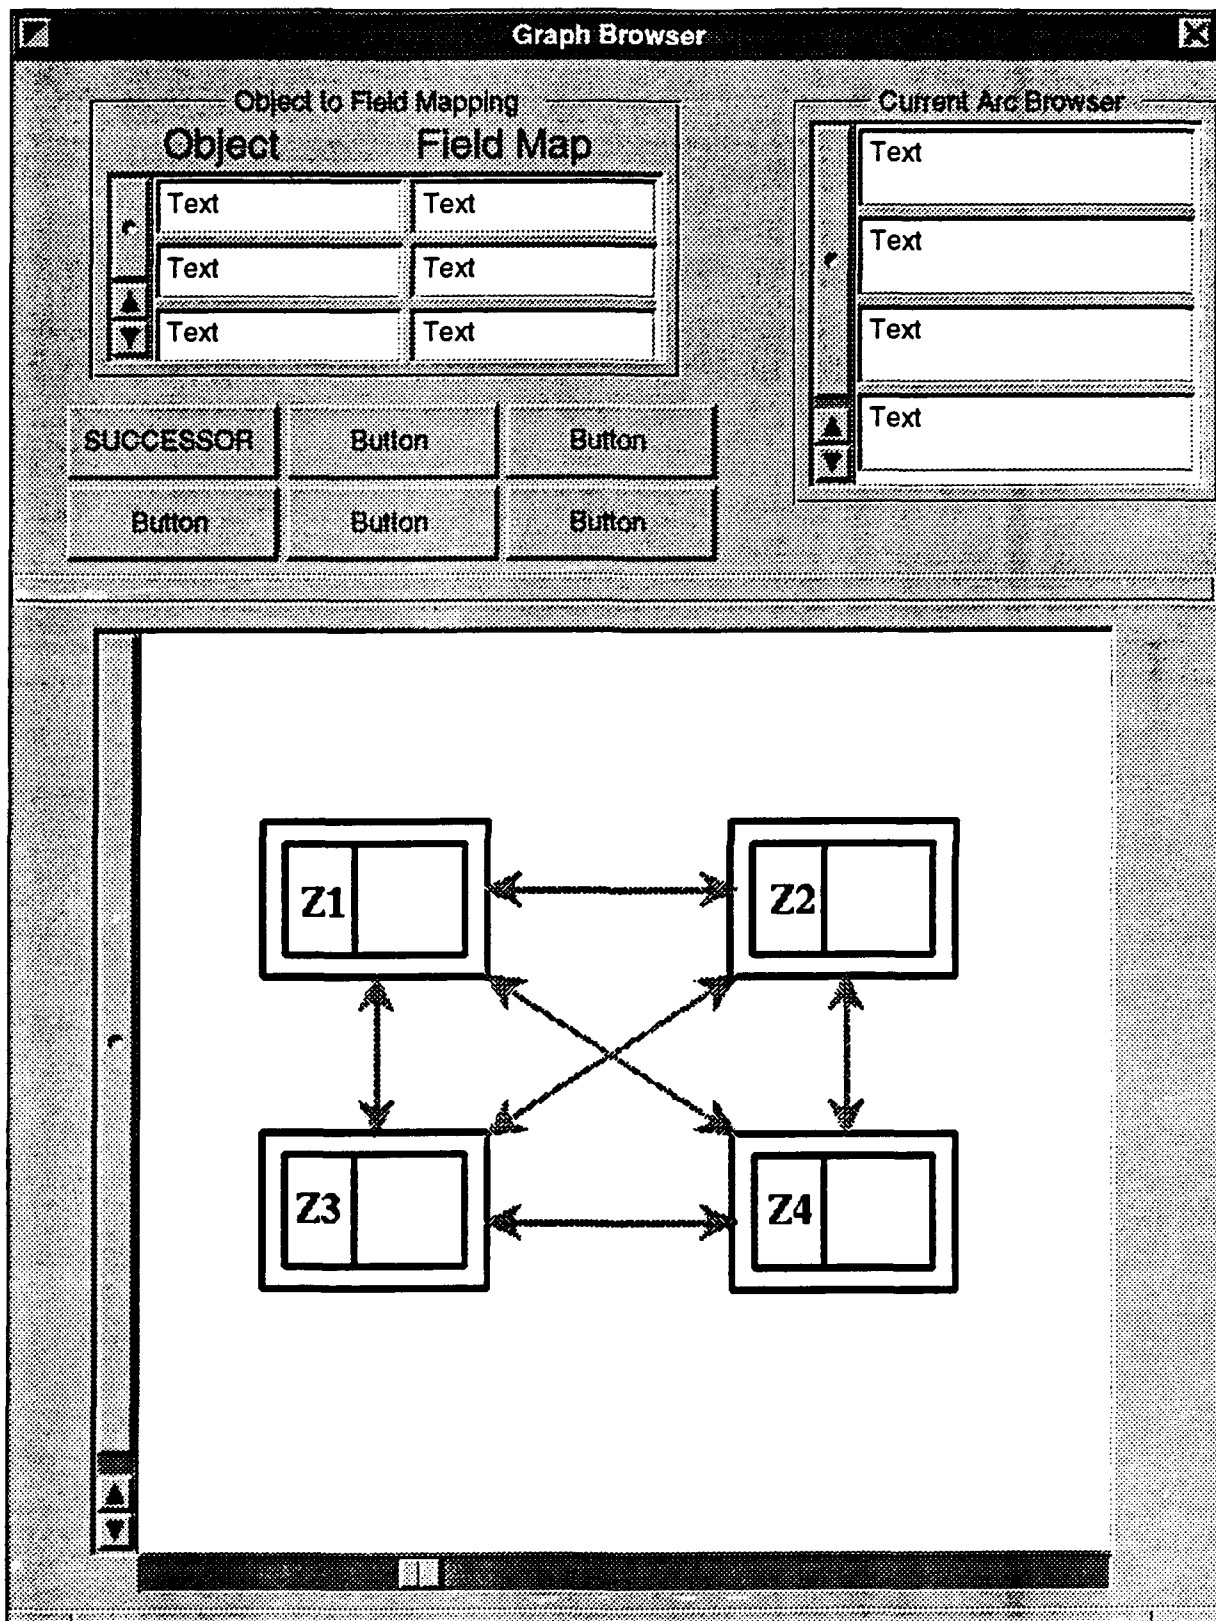 Graph Browser
Object to Field Mapping
Object Field Map
Text Text
Text Text
Text Text
Current Arc Browser
Text
Text
Text
Text
SUCCESSOR Button Button
Button Button Button
Z1 Z2
Z3 Z4